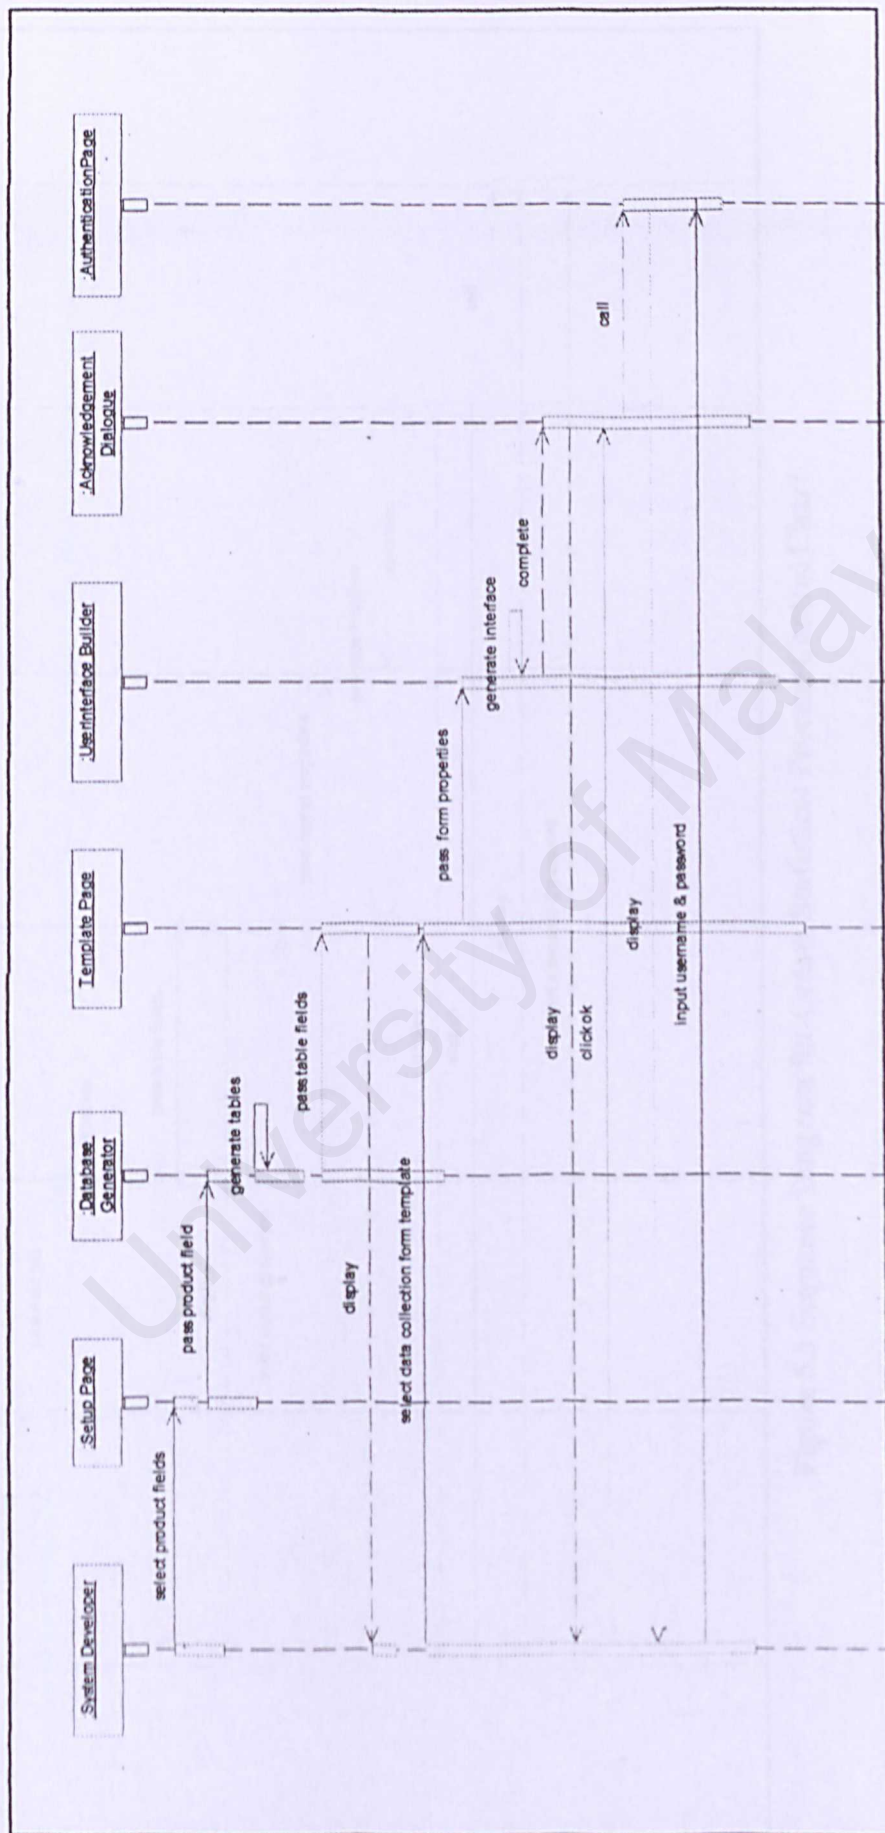 :System Developer
:Setup Page
:Database
Generator
Template Page
:UserInterface Builder
:Acknowledgement
Dialogue
:AuthenticationPage
select product fields
pass product field
generate tables
pass table fields
display
select data collection form template
pass form properties
generate interface
complete
display
click ok
call
display
input username & password
University of Malay